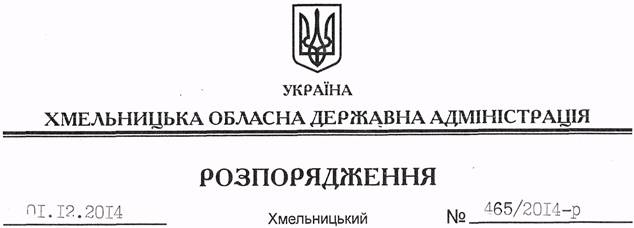 УКРАЇНА
ХМЕЛЬНИЦЬКА ОБЛАСНА ДЕРЖАВНА АДМІНІСТРАЦІЯ
РОЗПОРЯДЖЕННЯ
01.12.2014 Хмельницький № 465/2014-р